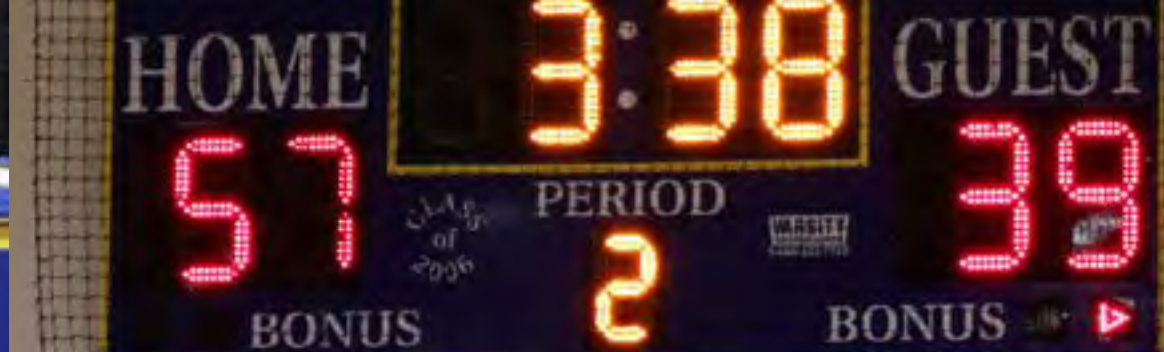 HOME
3:38
GUEST
57
39
PERIOD
2
CLASS
of
2006
VARSITY
BONUS
BONUS